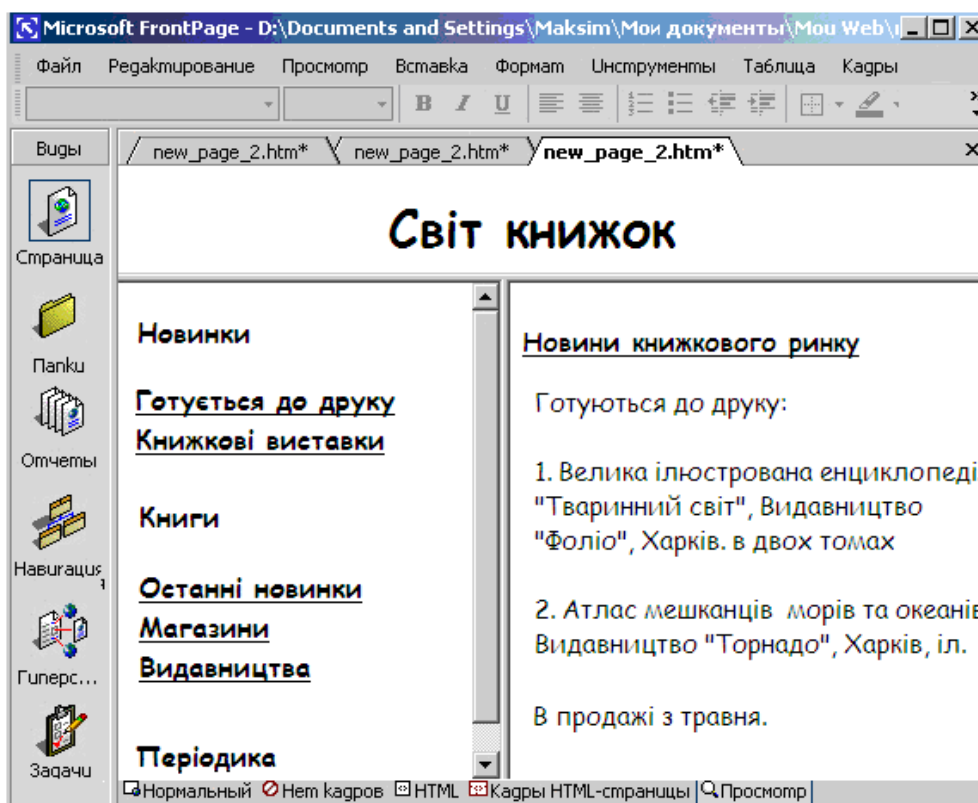 Microsoft FrontPage - D:\Documents and Settings\Maksim\Мои документы\Мои Web\
Файл Редактирование Просмотр Вставка Формат Инструменты Таблица Кадры
B I U
Виды
new_page_2.htm* new_page_2.htm* new_page_2.htm*
Страница
Папки
Отчеты
Навигация
Гиперс...
Задачи
Світ книжок
Новинки
Готується до друку
Книжкові виставки
Книги
Останні новинки
Магазини
Видавництва
Періодика
Новини книжкового ринку
Готуються до друку:
1. Велика ілюстрована енциклопеді
"Тваринний світ", Видавництво
"Фоліо", Харків. в двох томах
2. Атлас мешканців морів та океанів
Видавництво "Торнадо", Харків, іл.
В продажі з травня.
Нормальный Нет кадров HTML Кадры HTML-страницы Просмотр